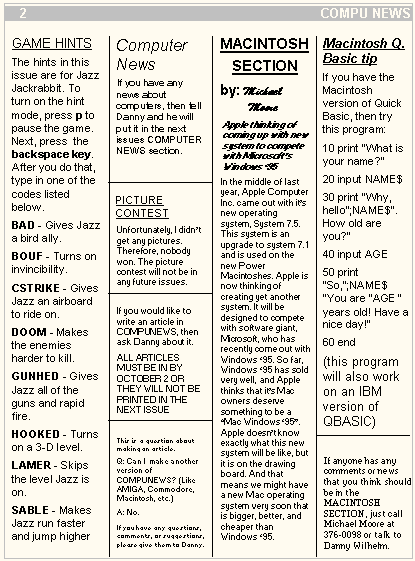 2
COMPU NEWS
GAME HINTS
The hints in this
issue are for Jazz
Jackrabbit. To
turn on the hint
mode, press p to
pause the game.
Next, press the
backspace key.
After you do that,
type in one of the
codes listed
below.
BAD - Gives Jazz
a bird ally.
BOUF - Turns on
invincibility.
CSTRIKE - Gives
Jazz an airboard
to ride on.
DOOM - Makes
the enemies
harder to kill.
GUNHED - Gives
Jazz all of the
guns and rapid
fire.
HOOKED - Turns
on a 3-D level.
LAMER - Skips
the level Jazz is
on.
SABLE - Makes
Jazz run faster
and jump higher
Computer
News
If you have any
news about
computers, then tell
Danny and he will
put it in the next
issues COMPUTER
NEWS section.
PICTURE
CONTEST
Unfortunately, I didn't
get any pictures.
Therefore, nobody
won. The picture
contest will not be in
any future issues.
If you would like to
write an article in
COMPUNEWS, then
ask Danny about it.
ALL ARTICLES
MUST BE IN BY
OCTOBER 2 OR
THEY WILL NOT BE
PRINTED IN THE
NEXT ISSUE
This is a question about
making an article.
Q: Can I make another
version of
COMPUNEWS? (Like
AMIGA, Commodore,
Macintosh, etc.)
A: No.
If you have any questions,
comments, or suggestions,
please give them to Danny.
MACINTOSH
SECTION
by: Michael
Moore
Apple thinking of
coming up with new
system to compete
with Microsoft's
Windows '95
In the middle of last
year, Apple Computer
Inc. came out with it's
new operating
system, System 7.5.
This system is an
upgrade to system 7.1
and is used on the
new Power
Macintoshes. Apple is
now thinking of
creating yet another
system. It will be
designed to compete
with software giant,
Microsoft, who has
recently come out with
Windows '95. So far,
Windows '95 has sold
very well, and Apple
thinks that it's Mac
owners deserve
something to be a
"Mac Windows '95".
Apple doesn't know
exactly what this new
system will be like, but
it is on the drawing
board. And that
means we might have
a new Mac operating
system very soon that
is bigger, better, and
cheaper than
Windows '95.
Macintosh Q.
Basic tip
If you have the
Macintosh
version of Quick
Basic, then try
this program:
10 print "What is
your name?"
20 input NAME$
30 print "Why,
hello";NAME$".
How old are
you?"
40 input AGE
50 print
"So,";NAME$
"You are "AGE "
years old! Have a
nice day!"
60 end
(this program
will also work
on an IBM
version of
QBASIC)
If anyone has any
comments or news
that you think should
be in the
MACINTOSH
SECTION, just call
Michael Moore at
376-0098 or talk to
Danny Wilhelm.